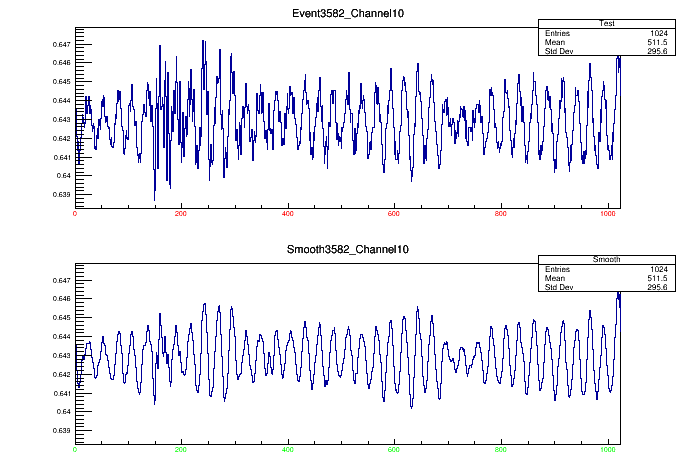 Event3582_Channel10
Test
Entries 1024
Mean 511.5
Std Dev 295.6
0.647
0.646
0.645
0.644
0.643
0.642
0.641
0.64
0.639
0 200 400 600 800 1000
Smooth3582_Channel10
Smooth
Entries 1024
Mean 511.5
Std Dev 295.6
0.647
0.646
0.645
0.644
0.643
0.642
0.641
0.64
0.639
0 200 400 600 800 1000